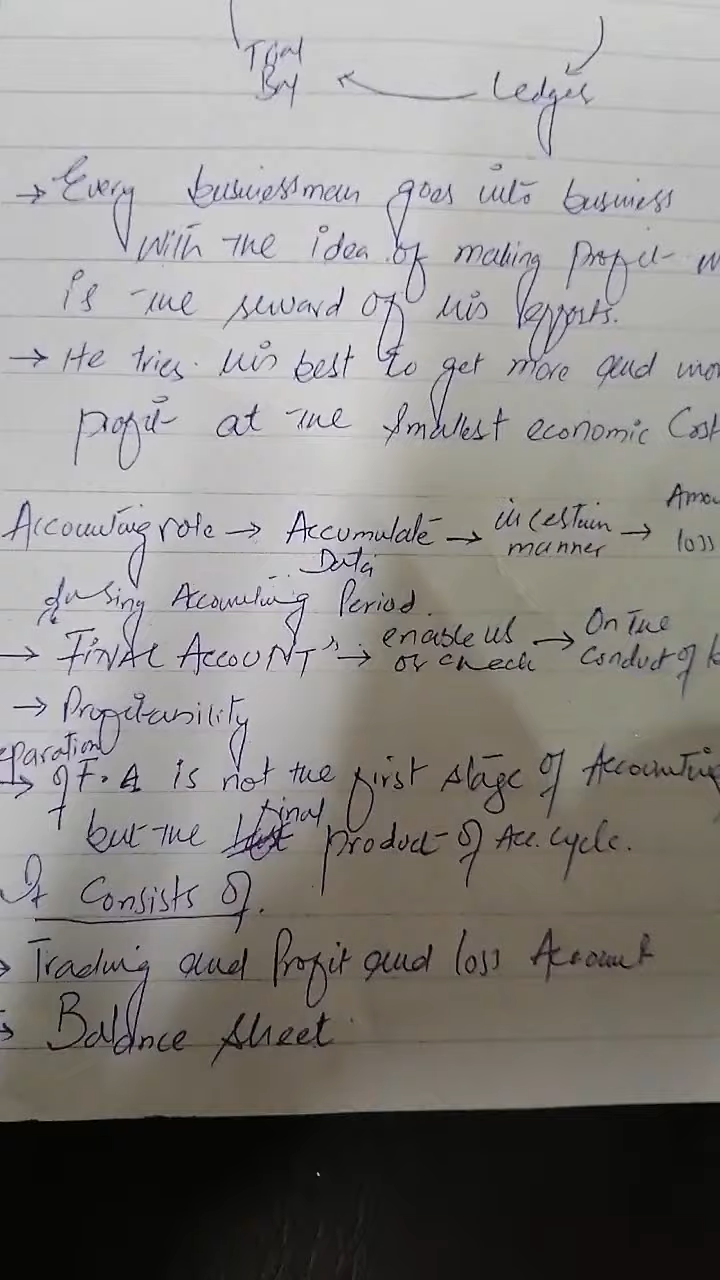 Trial
Bal ← Ledger
→ Every businessman goes into business
with the idea of making profit
is the reward of his efforts.
→ He tries his best to get more and
profit at the smallest economic Cost
Accounting role → Accumulate Data → in certain manner → Amou
loss
during Accounting Period.
→ FINAL ACCOUNT's → enable us or check → On the Conduct of b
→ Profitability
eparation
→ of F.A is not the first stage of Accounting
but the final product of Acc. cycle.
It Consists of.
→ Trading and Profit and loss Account
→ Balance sheet